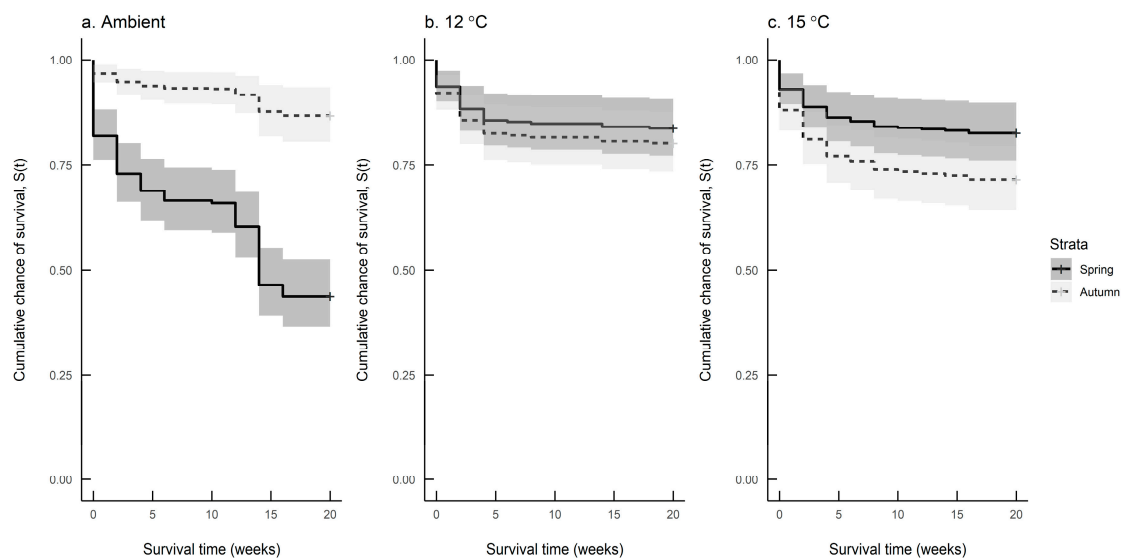 a. Ambient
b. 12 °C
c. 15 °C
Cumulative chance of survival, S(t)
1.00
0.75
0.50
0.25
0.00
0 5 10 15 20
Survival time (weeks)
Cumulative chance of survival, S(t)
1.00
0.75
0.50
0.25
0.00
0 5 10 15 20
Survival time (weeks)
Cumulative chance of survival, S(t)
1.00
0.75
0.50
0.25
0.00
0 5 10 15 20
Survival time (weeks)
Strata
Spring
Autumn